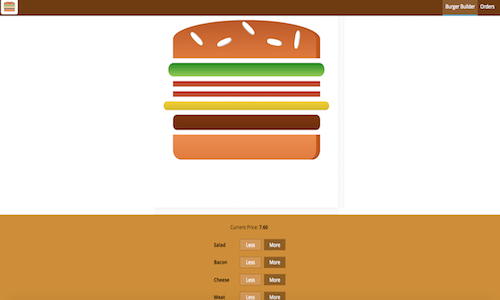 Burger Builder Orders
Current Price: 7.60
Salad Less More
Bacon Less More
Cheese Less More
Meat Less More